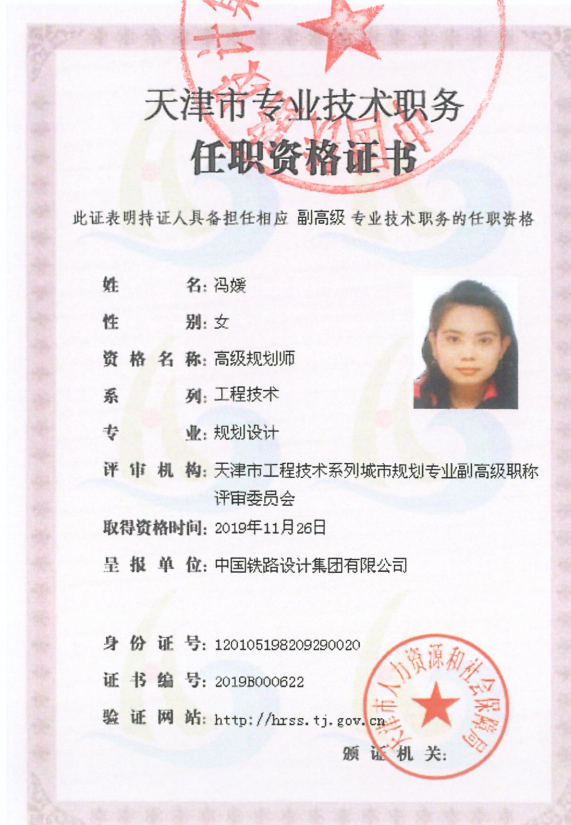 天津市专业技术职务
任职资格证书
此证表明持证人具备担任相应 副高级 专业技术职务的任职资格
姓 名: 冯媛
性 别: 女
资格名称: 高级规划师
系 列: 工程技术
专 业: 规划设计
评审机构: 天津市工程技术系列城市规划专业副高级职称
评审委员会
取得资格时间: 2019年11月26日
呈报单位: 中国铁路设计集团有限公司
身份证号: 120105198209290020
证书编号: 2019B000622
验证网站: http://hrss.tj.gov.cn
颁证机关:
天津市人力资源和社会保障局